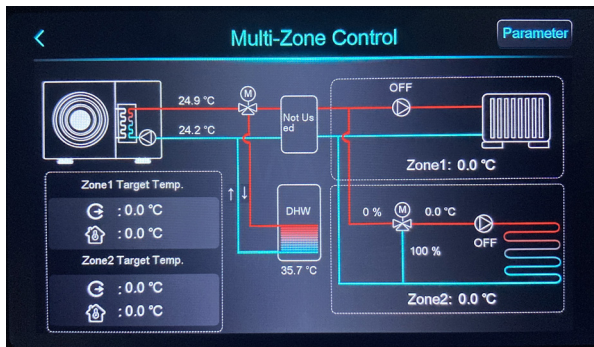 Multi-Zone Control
Parameter
24.9 ℃
M
24.2 ℃
Not Us
ed
OFF
Zone1: 0.0 ℃
Zone1 Target Temp.
: 0.0 ℃
: 0.0 ℃
Zone2 Target Temp.
: 0.0 ℃
: 0.0 ℃
↑ ↓
DHW
35.7 ℃
0 %
M
0.0 ℃
OFF
100 %
Zone2: 0.0 ℃